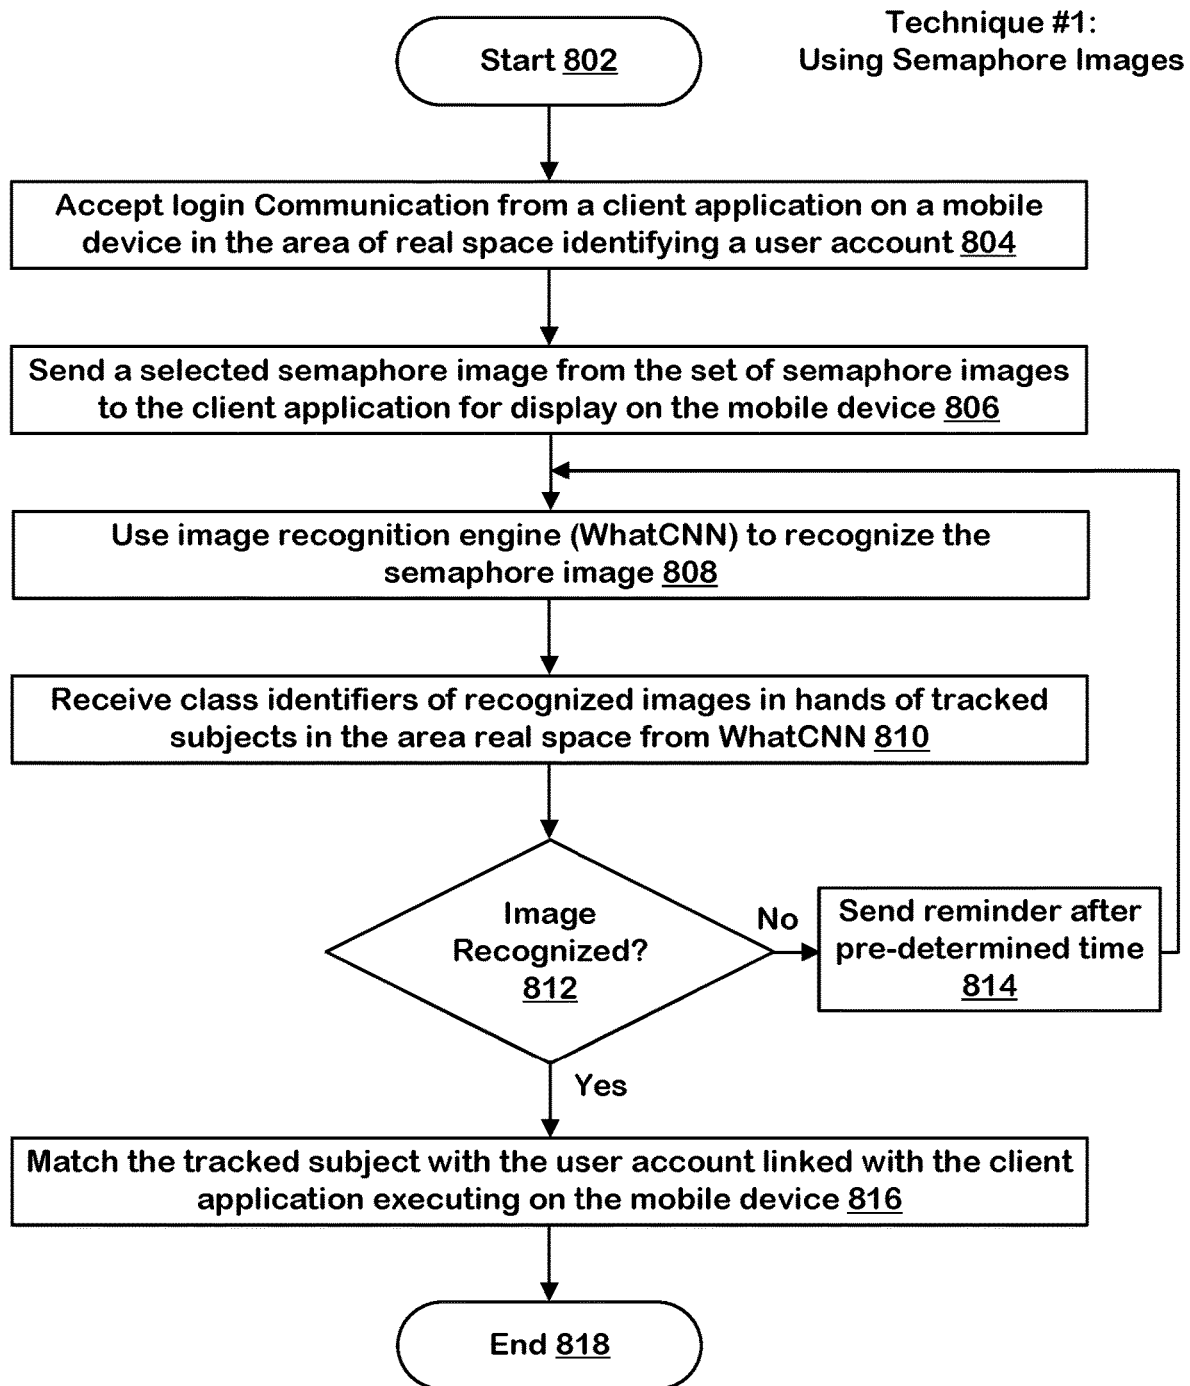 Technique #1:
Using Semaphore Images
Start 802
Accept login Communication from a client application on a mobile
device in the area of real space identifying a user account 804
Send a selected semaphore image from the set of semaphore images
to the client application for display on the mobile device 806
Use image recognition engine (WhatCNN) to recognize the
semaphore image 808
Receive class identifiers of recognized images in hands of tracked
subjects in the area real space from WhatCNN 810
Image
Recognized?
812
No
Send reminder after
pre-determined time
814
Yes
Match the tracked subject with the user account linked with the client
application executing on the mobile device 816
End 818